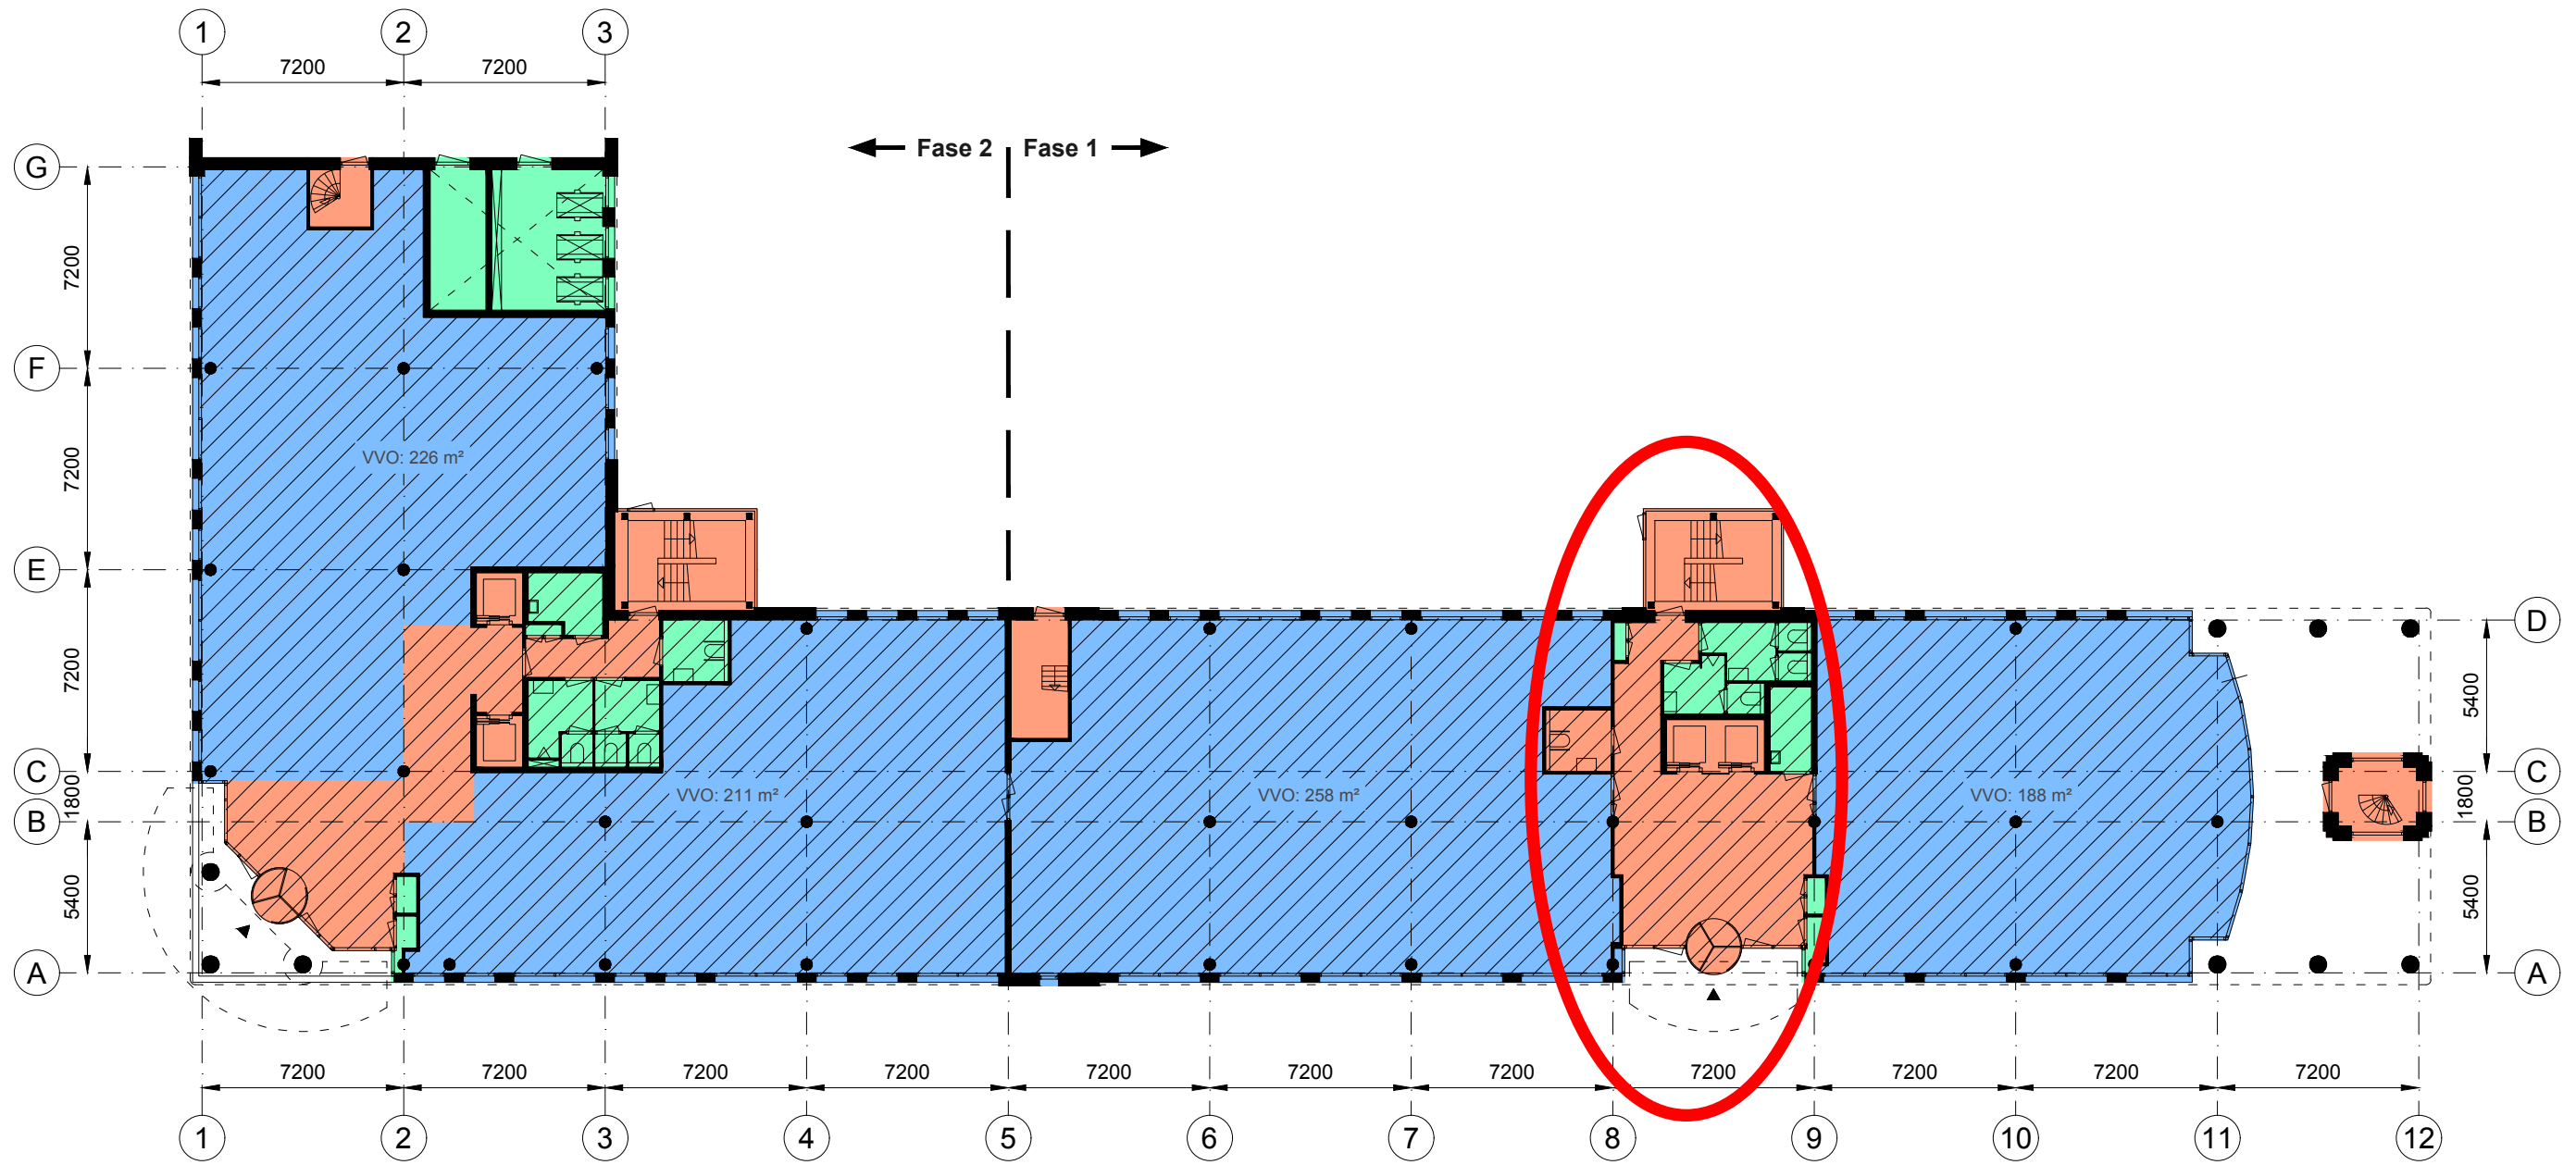 1 2 3
7200 7200
Fase 2 Fase 1
G
7200
F
7200
VVO: 226 m²
E
7200
D
5400
C C
1800 VVO: 211 m² VVO: 258 m² VVO: 188 m² 1800
B B
5400 5400
A A
7200 7200 7200 7200 7200 7200 7200 7200 7200 7200 7200
1 2 3 4 5 6 7 8 9 10 11 12